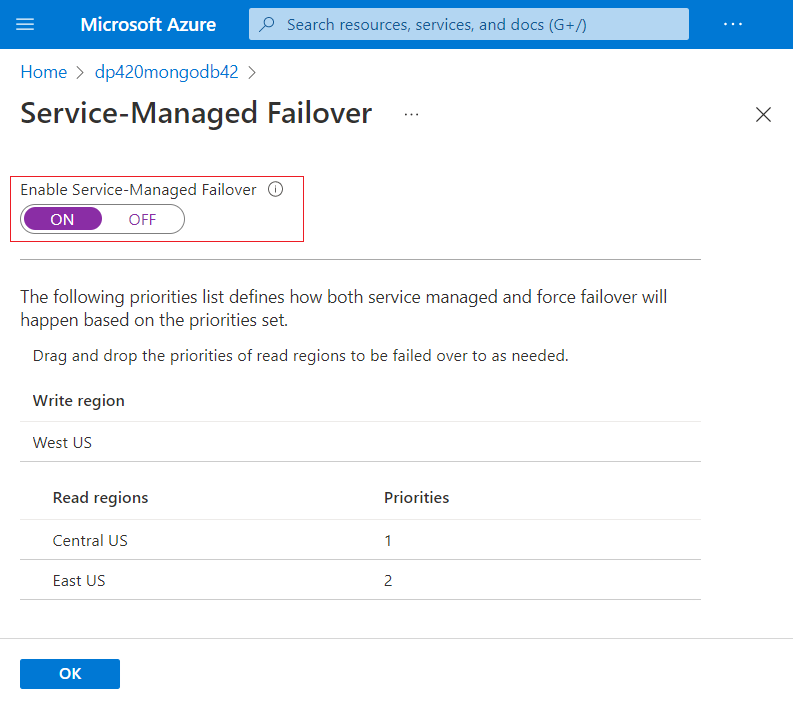 Microsoft Azure
Search resources, services, and docs (G+/)
...
Home > dp420mongodb42 >
Service-Managed Failover ...
Enable Service-Managed Failover
ON OFF
The following priorities list defines how both service managed and force failover will
happen based on the priorities set.
Drag and drop the priorities of read regions to be failed over to as needed.
Write region
West US
Read regions Priorities
Central US 1
East US 2
OK